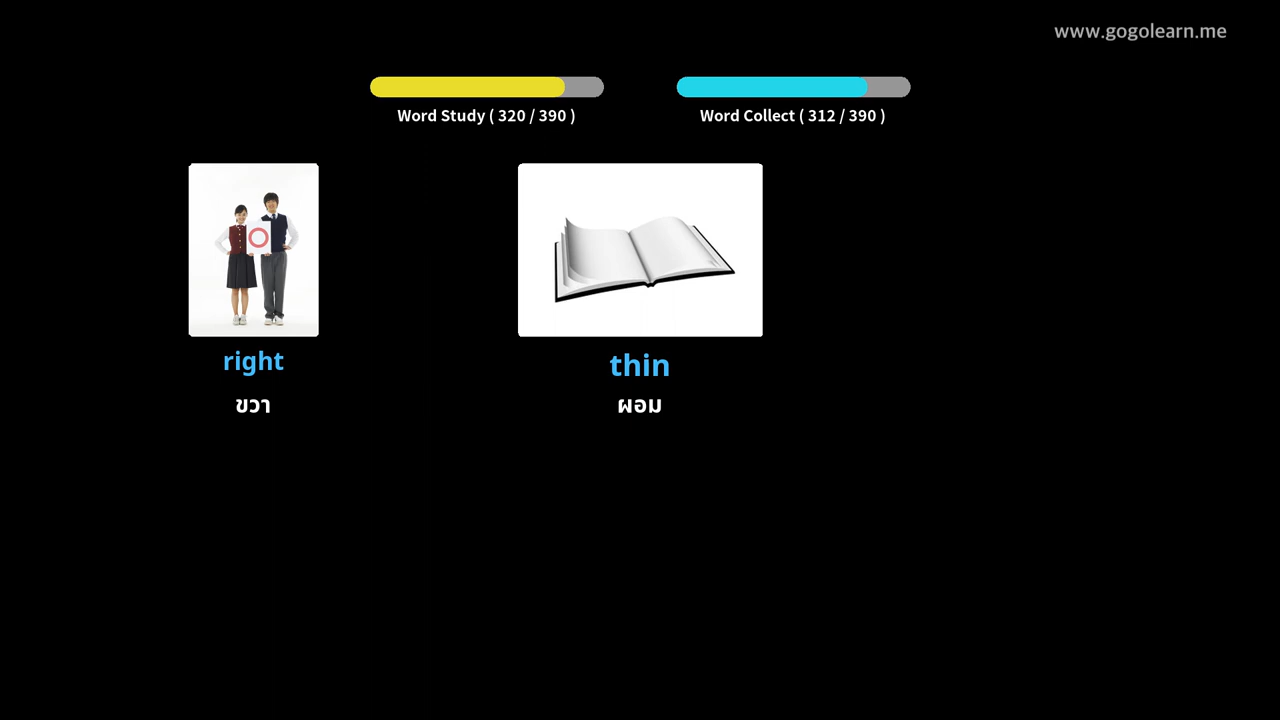 www.gogolearn.me
Word Study ( 320 / 390 )
Word Collect ( 312 / 390 )
right
ขวา
thin
ผอม